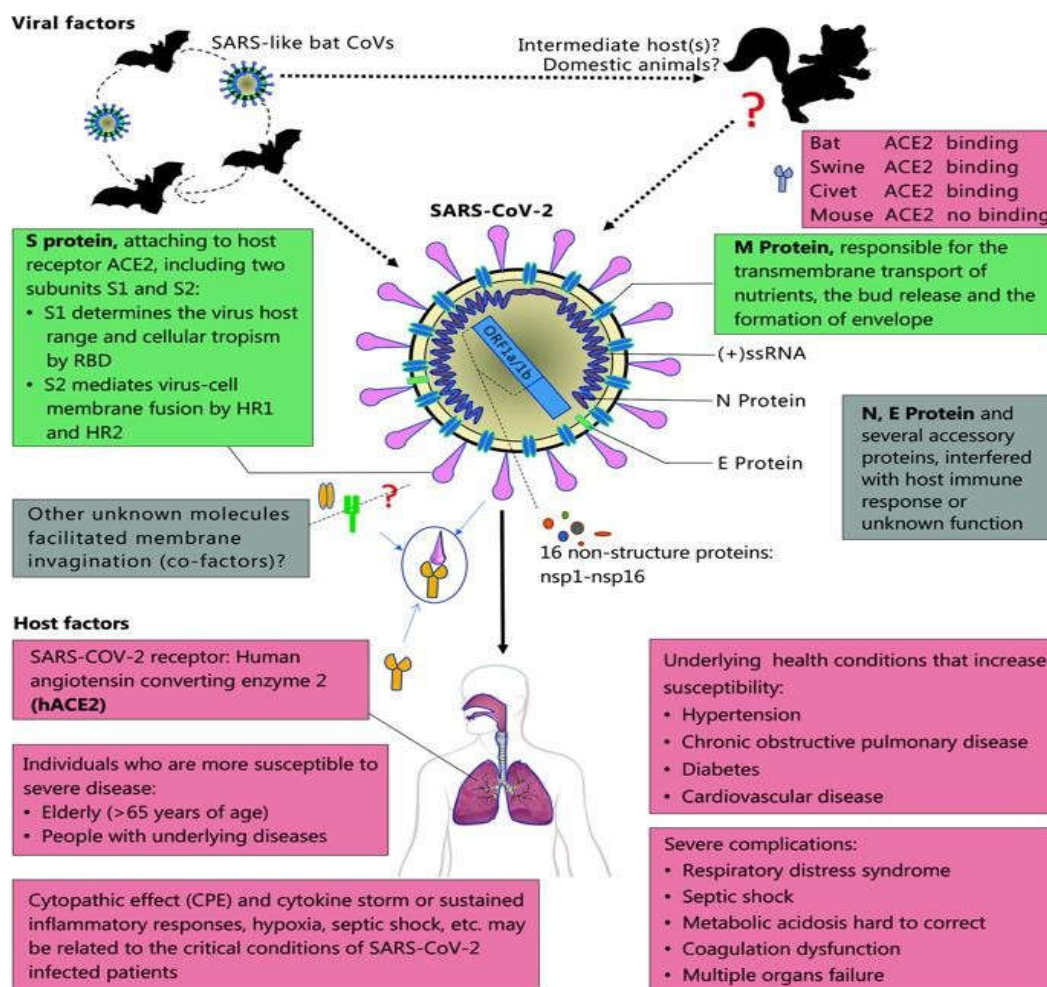 Viral factors
SARS-like bat CoVs
Intermediate host(s)?
Domestic animals?
?
Bat ACE2 binding
Swine ACE2 binding
Civet ACE2 binding
Mouse ACE2 no binding
SARS-CoV-2
S protein, attaching to host
receptor ACE2, including two
subunits S1 and S2:
• S1 determines the virus host
range and cellular tropism
by RBD
• S2 mediates virus-cell
membrane fusion by HR1
and HR2
M Protein, responsible for the
transmembrane transport of
nutrients, the bud release and the
formation of envelope
ORF1a/1b
(+)ssRNA
N Protein
E Protein
N, E Protein and
several accessory
proteins, interfered
with host immune
response or
unknown function
?
Other unknown molecules
facilitated membrane
invagination (co-factors)?
16 non-structure proteins:
nsp1-nsp16
Host factors
SARS-COV-2 receptor: Human
angiotensin converting enzyme 2
(hACE2)
Individuals who are more susceptible to
severe disease:
• Elderly (>65 years of age)
• People with underlying diseases
Cytopathic effect (CPE) and cytokine storm or sustained
inflammatory responses, hypoxia, septic shock, etc. may
be related to the critical conditions of SARS-CoV-2
infected patients
Underlying health conditions that increase
susceptibility:
• Hypertension
• Chronic obstructive pulmonary disease
• Diabetes
• Cardiovascular disease
Severe complications:
• Respiratory distress syndrome
• Septic shock
• Metabolic acidosis hard to correct
• Coagulation dysfunction
• Multiple organs failure